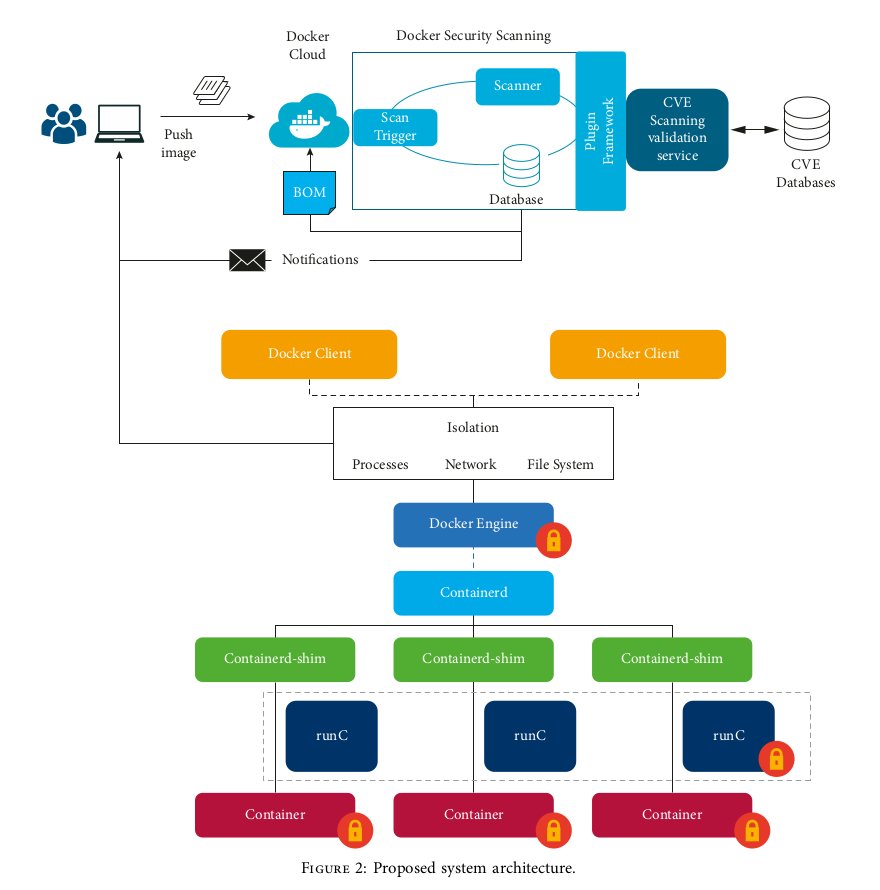 Docker
Cloud
Docker Security Scanning
Push
image
Scan
Trigger
Scanner
Database
Plugin
Framework
CVE
Scanning
validation
service
CVE
Databases
BOM
Notifications
Docker Client
Docker Client
Isolation
Processes
Network
File System
Docker Engine
Containerd
Containerd-shim
Containerd-shim
Containerd-shim
runC
runC
runC
Container
Container
Container
Figure 2: Proposed system architecture.